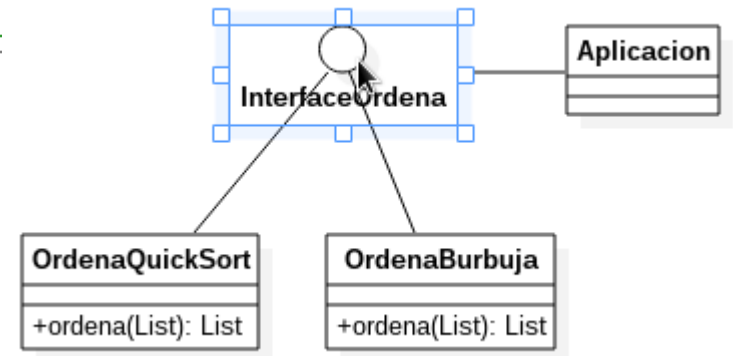 Aplicacion
InterfaceOrdena
OrdenaQuickSort
+ordena(List): List
OrdenaBurbuja
+ordena(List): List